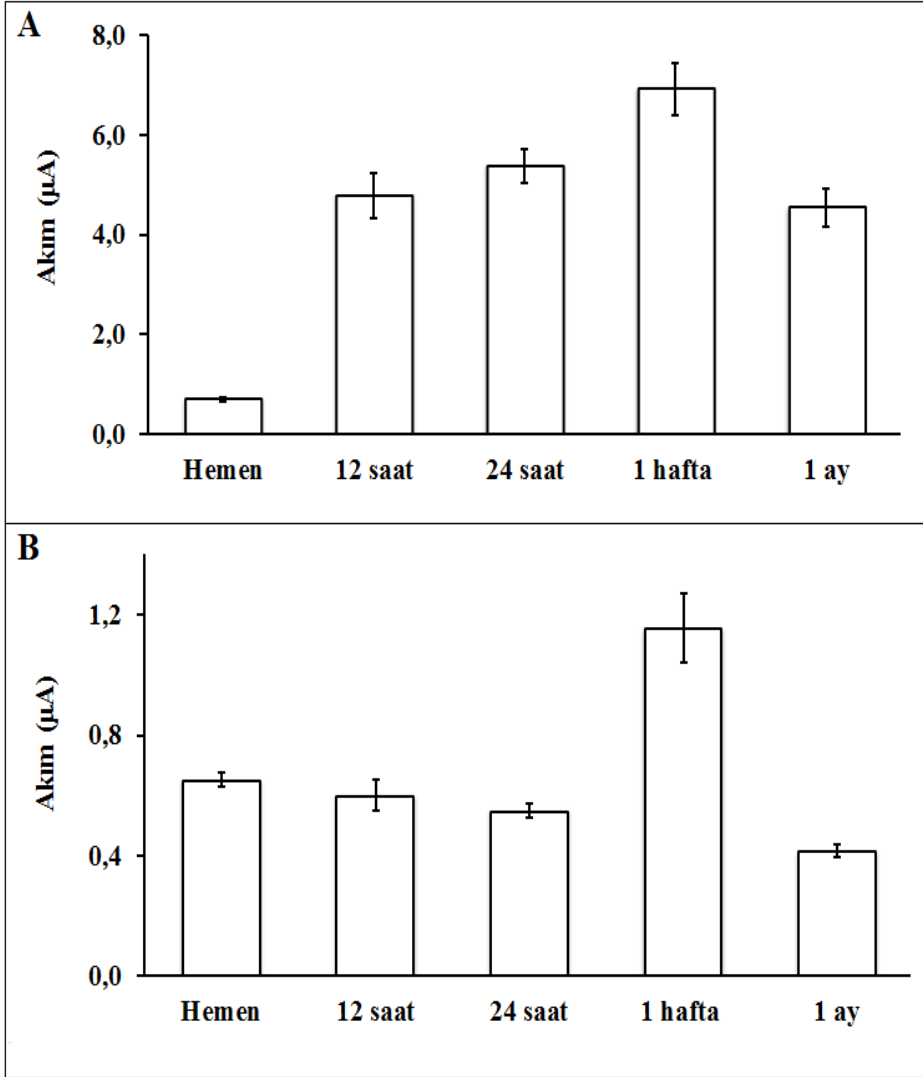 A
8,0
6,0
4,0
2,0
0,0
Akım (µA)
Hemen 12 saat 24 saat 1 hafta 1 ay
B
1,2
0,8
0,4
0,0
Akım (µA)
Hemen 12 saat 24 saat 1 hafta 1 ay